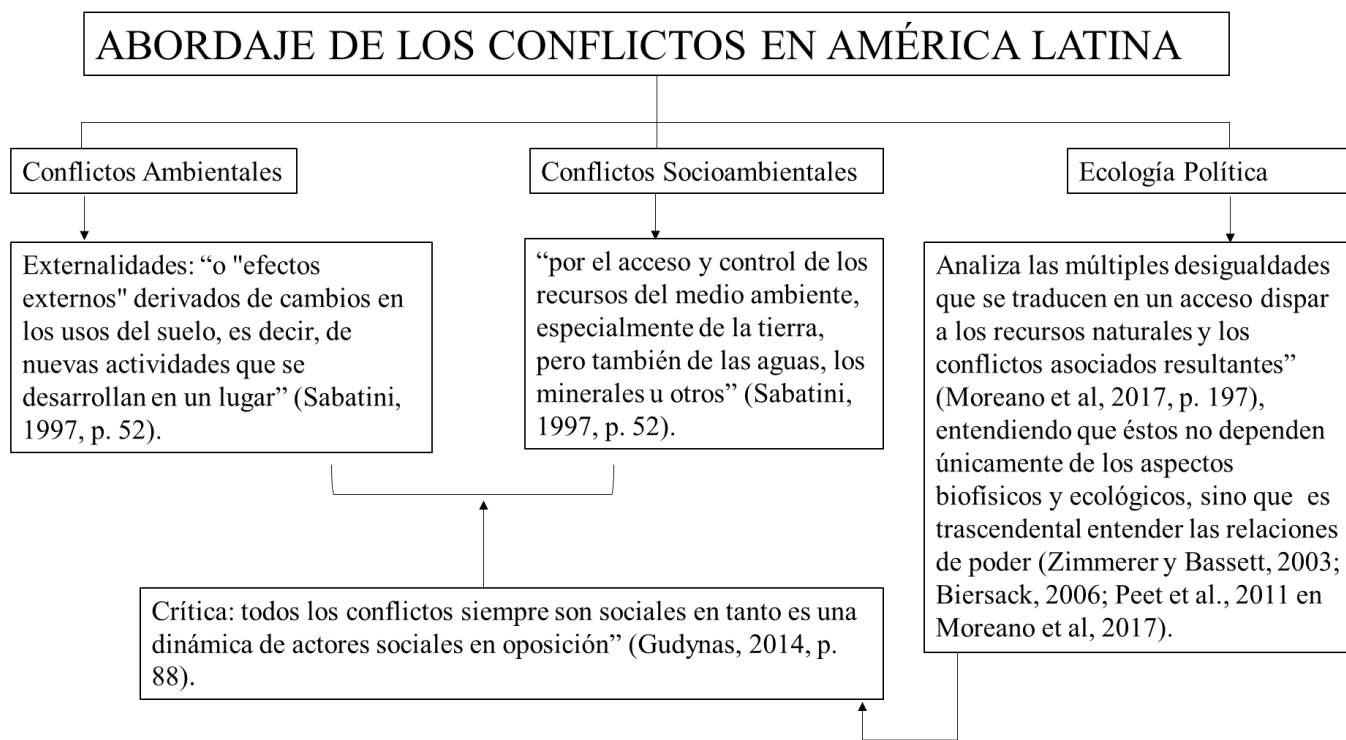 ABORDAJE DE LOS CONFLICTOS EN AMÉRICA LATINA
Conflictos Ambientales
Conflictos Socioambientales
Ecología Política
Externalidades: “o "efectos
externos" derivados de cambios en
los usos del suelo, es decir, de
nuevas actividades que se
desarrollan en un lugar” (Sabatini,
1997, p. 52).
“por el acceso y control de los
recursos del medio ambiente,
especialmente de la tierra,
pero también de las aguas, los
minerales u otros” (Sabatini,
1997, p. 52).
Analiza las múltiples desigualdades
que se traducen en un acceso dispar
a los recursos naturales y los
conflictos asociados resultantes”
(Moreano et al, 2017, p. 197),
entendiendo que éstos no dependen
únicamente de los aspectos
biofísicos y ecológicos, sino que es
trascendental entender las relaciones
de poder (Zimmerer y Bassett, 2003;
Biersack, 2006; Peet et al., 2011 en
Moreano et al, 2017).
Crítica: todos los conflictos siempre son sociales en tanto es una
dinámica de actores sociales en oposición” (Gudynas, 2014, p.
88).